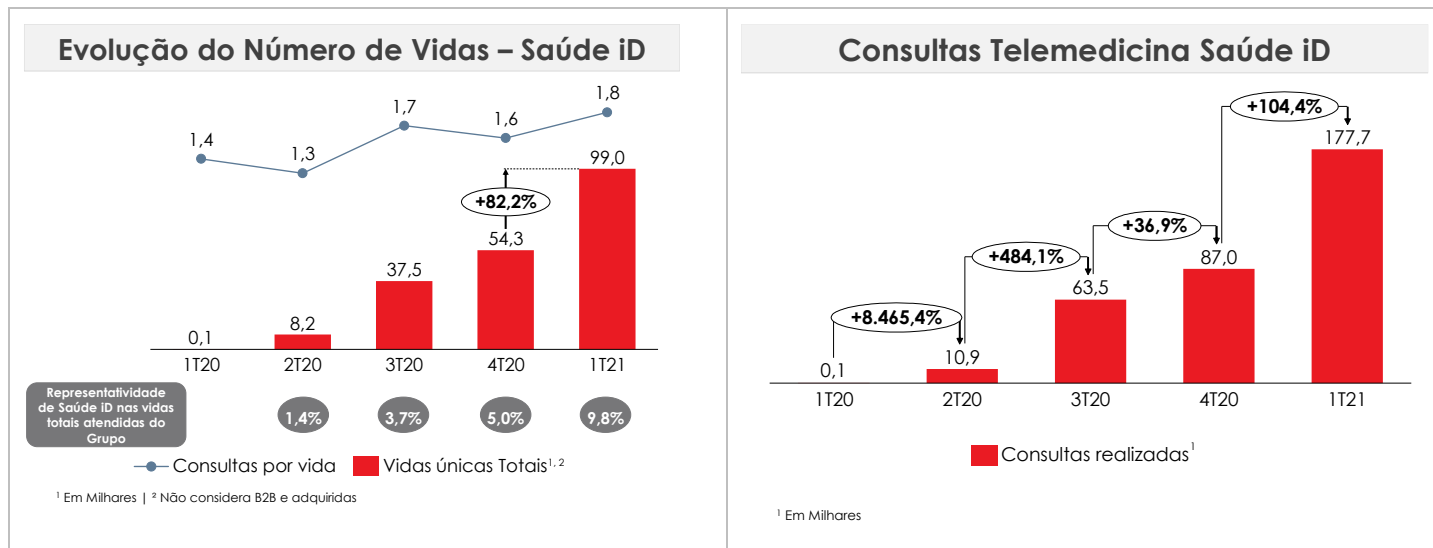 Evolução do Número de Vidas – Saúde iD
1,4
1,3
1,7
1,6
1,8
99,0
+82,2%
54,3
37,5
8,2
0,1
1T20
2T20
3T20
4T20
1T21
Representatividade
de Saúde iD nas vidas
totais atendidas do
Grupo
1,4%
3,7%
5,0%
9,8%
Consultas por vida
Vidas únicas Totais¹, ²
¹ Em Milhares | ² Não considera B2B e adquiridas
Consultas Telemedicina Saúde iD
+104,4%
177,7
+36,9%
87,0
+484,1%
63,5
+8.465,4%
10,9
0,1
1T20
2T20
3T20
4T20
1T21
Consultas realizadas¹
¹ Em Milhares